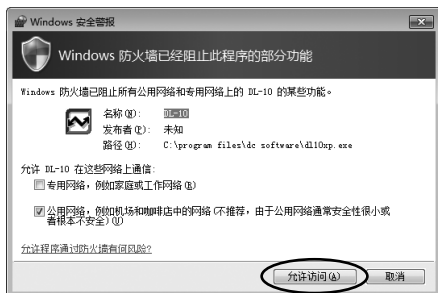 Windows 安全警报
Windows 防火墙已经阻止此程序的部分功能
Windows 防火墙已阻止所有公用网络和专用网络上的 DL-10 的某些功能。
名称(N): DL-10
发布者(P): 未知
路径(H): C:\program files\dc software\dl10xp.exe
允许 DL-10 在这些网络上通信:
专用网络，例如家庭或工作网络(R)
公用网络，例如机场和咖啡店中的网络(不推荐，由于公用网络通常安全性很小或
者根本不安全)(U)
允许程序通过防火墙有何风险?
允许访问(A)
取消